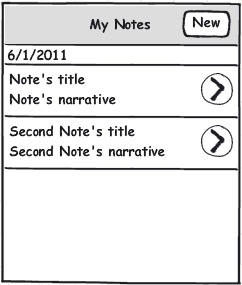 My Notes New
6/1/2011
Note's title
Note's narrative
Second Note's title
Second Note's narrative